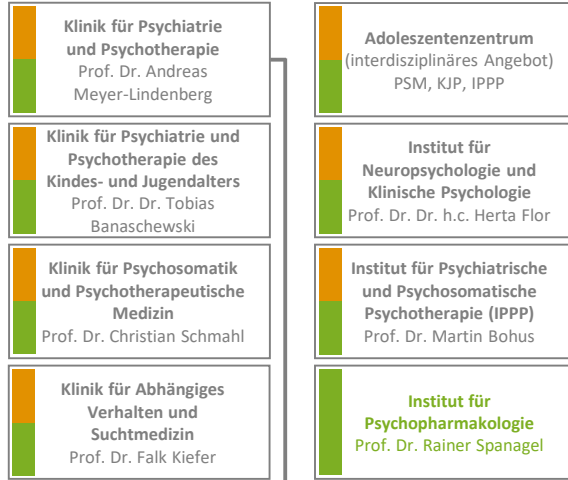 Klinik für Psychiatrie
und Psychotherapie
Prof. Dr. Andreas
Meyer-Lindenberg
Klinik für Psychiatrie und
Psychotherapie des
Kindes- und Jugendalters
Prof. Dr. Dr. Tobias
Banaschewski
Klinik für Psychosomatik
und Psychotherapeutische
Medizin
Prof. Dr. Christian Schmahl
Klinik für Abhängiges
Verhalten und
Suchtmedizin
Prof. Dr. Falk Kiefer
Adoleszentenzentrum
(interdisziplinäres Angebot)
PSM, KJP, IPPP
Institut für
Neuropsychologie und
Klinische Psychologie
Prof. Dr. Dr. h.c. Herta Flor
Institut für Psychiatrische
und Psychosomatische
Psychotherapie (IPPP)
Prof. Dr. Martin Bohus
Institut für
Psychopharmakologie
Prof. Dr. Rainer Spanagel